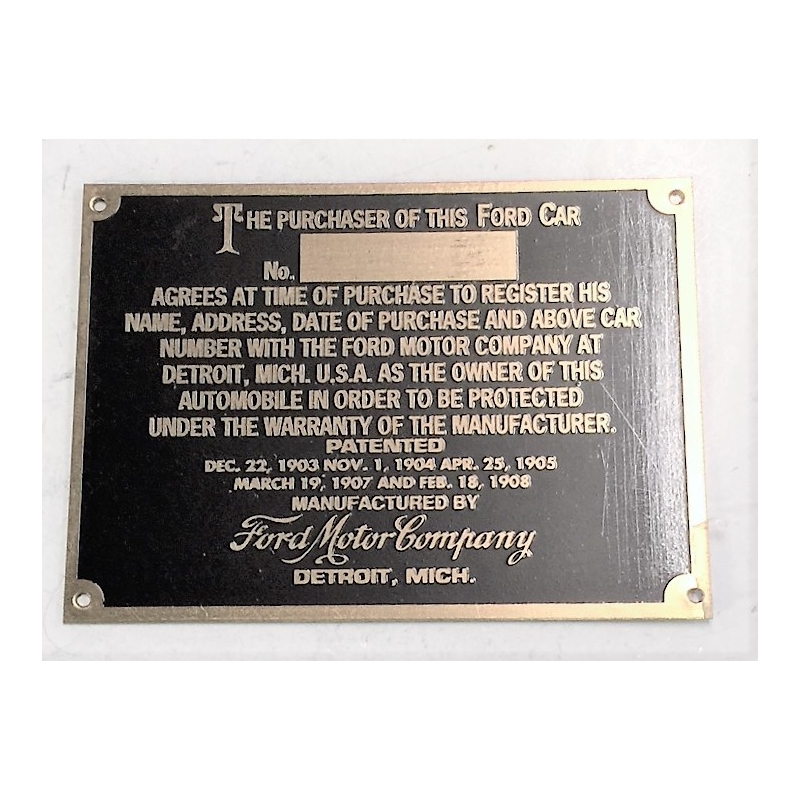 The purchaser of this Ford Car
No.
AGREES AT TIME OF PURCHASE TO REGISTER HIS
NAME, ADDRESS, DATE OF PURCHASE AND ABOVE CAR
NUMBER WITH THE FORD MOTOR COMPANY AT
DETROIT, MICH. U.S.A. AS THE OWNER OF THIS
AUTOMOBILE IN ORDER TO BE PROTECTED
UNDER THE WARRANTY OF THE MANUFACTURER.
PATENTED
DEC. 22, 1903 NOV. 1, 1904 APR. 25, 1905
MARCH 19, 1907 AND FEB. 18, 1908
MANUFACTURED BY
Ford Motor Company
DETROIT, MICH.